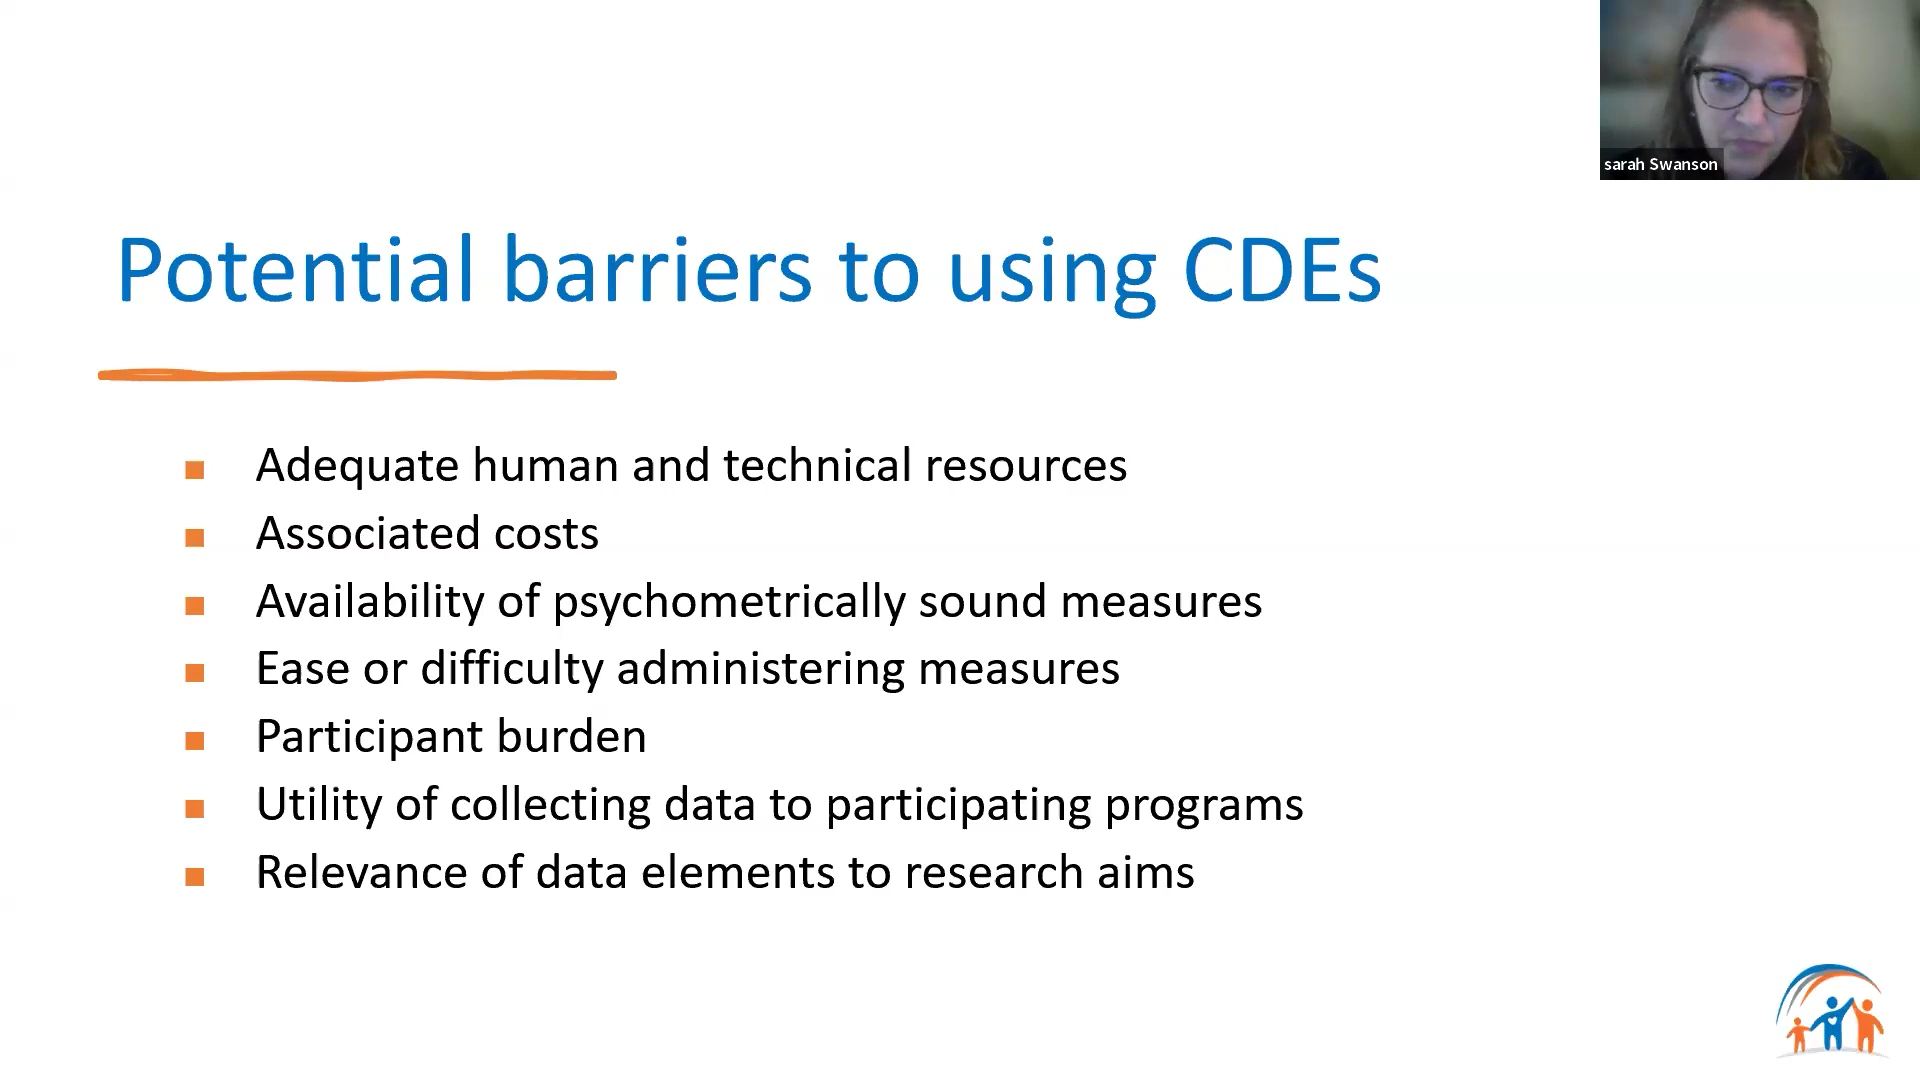 sarah Swanson
Potential barriers to using CDEs
Adequate human and technical resources
Associated costs
Availability of psychometrically sound measures
Ease or difficulty administering measures
Participant burden
Utility of collecting data to participating programs
Relevance of data elements to research aims